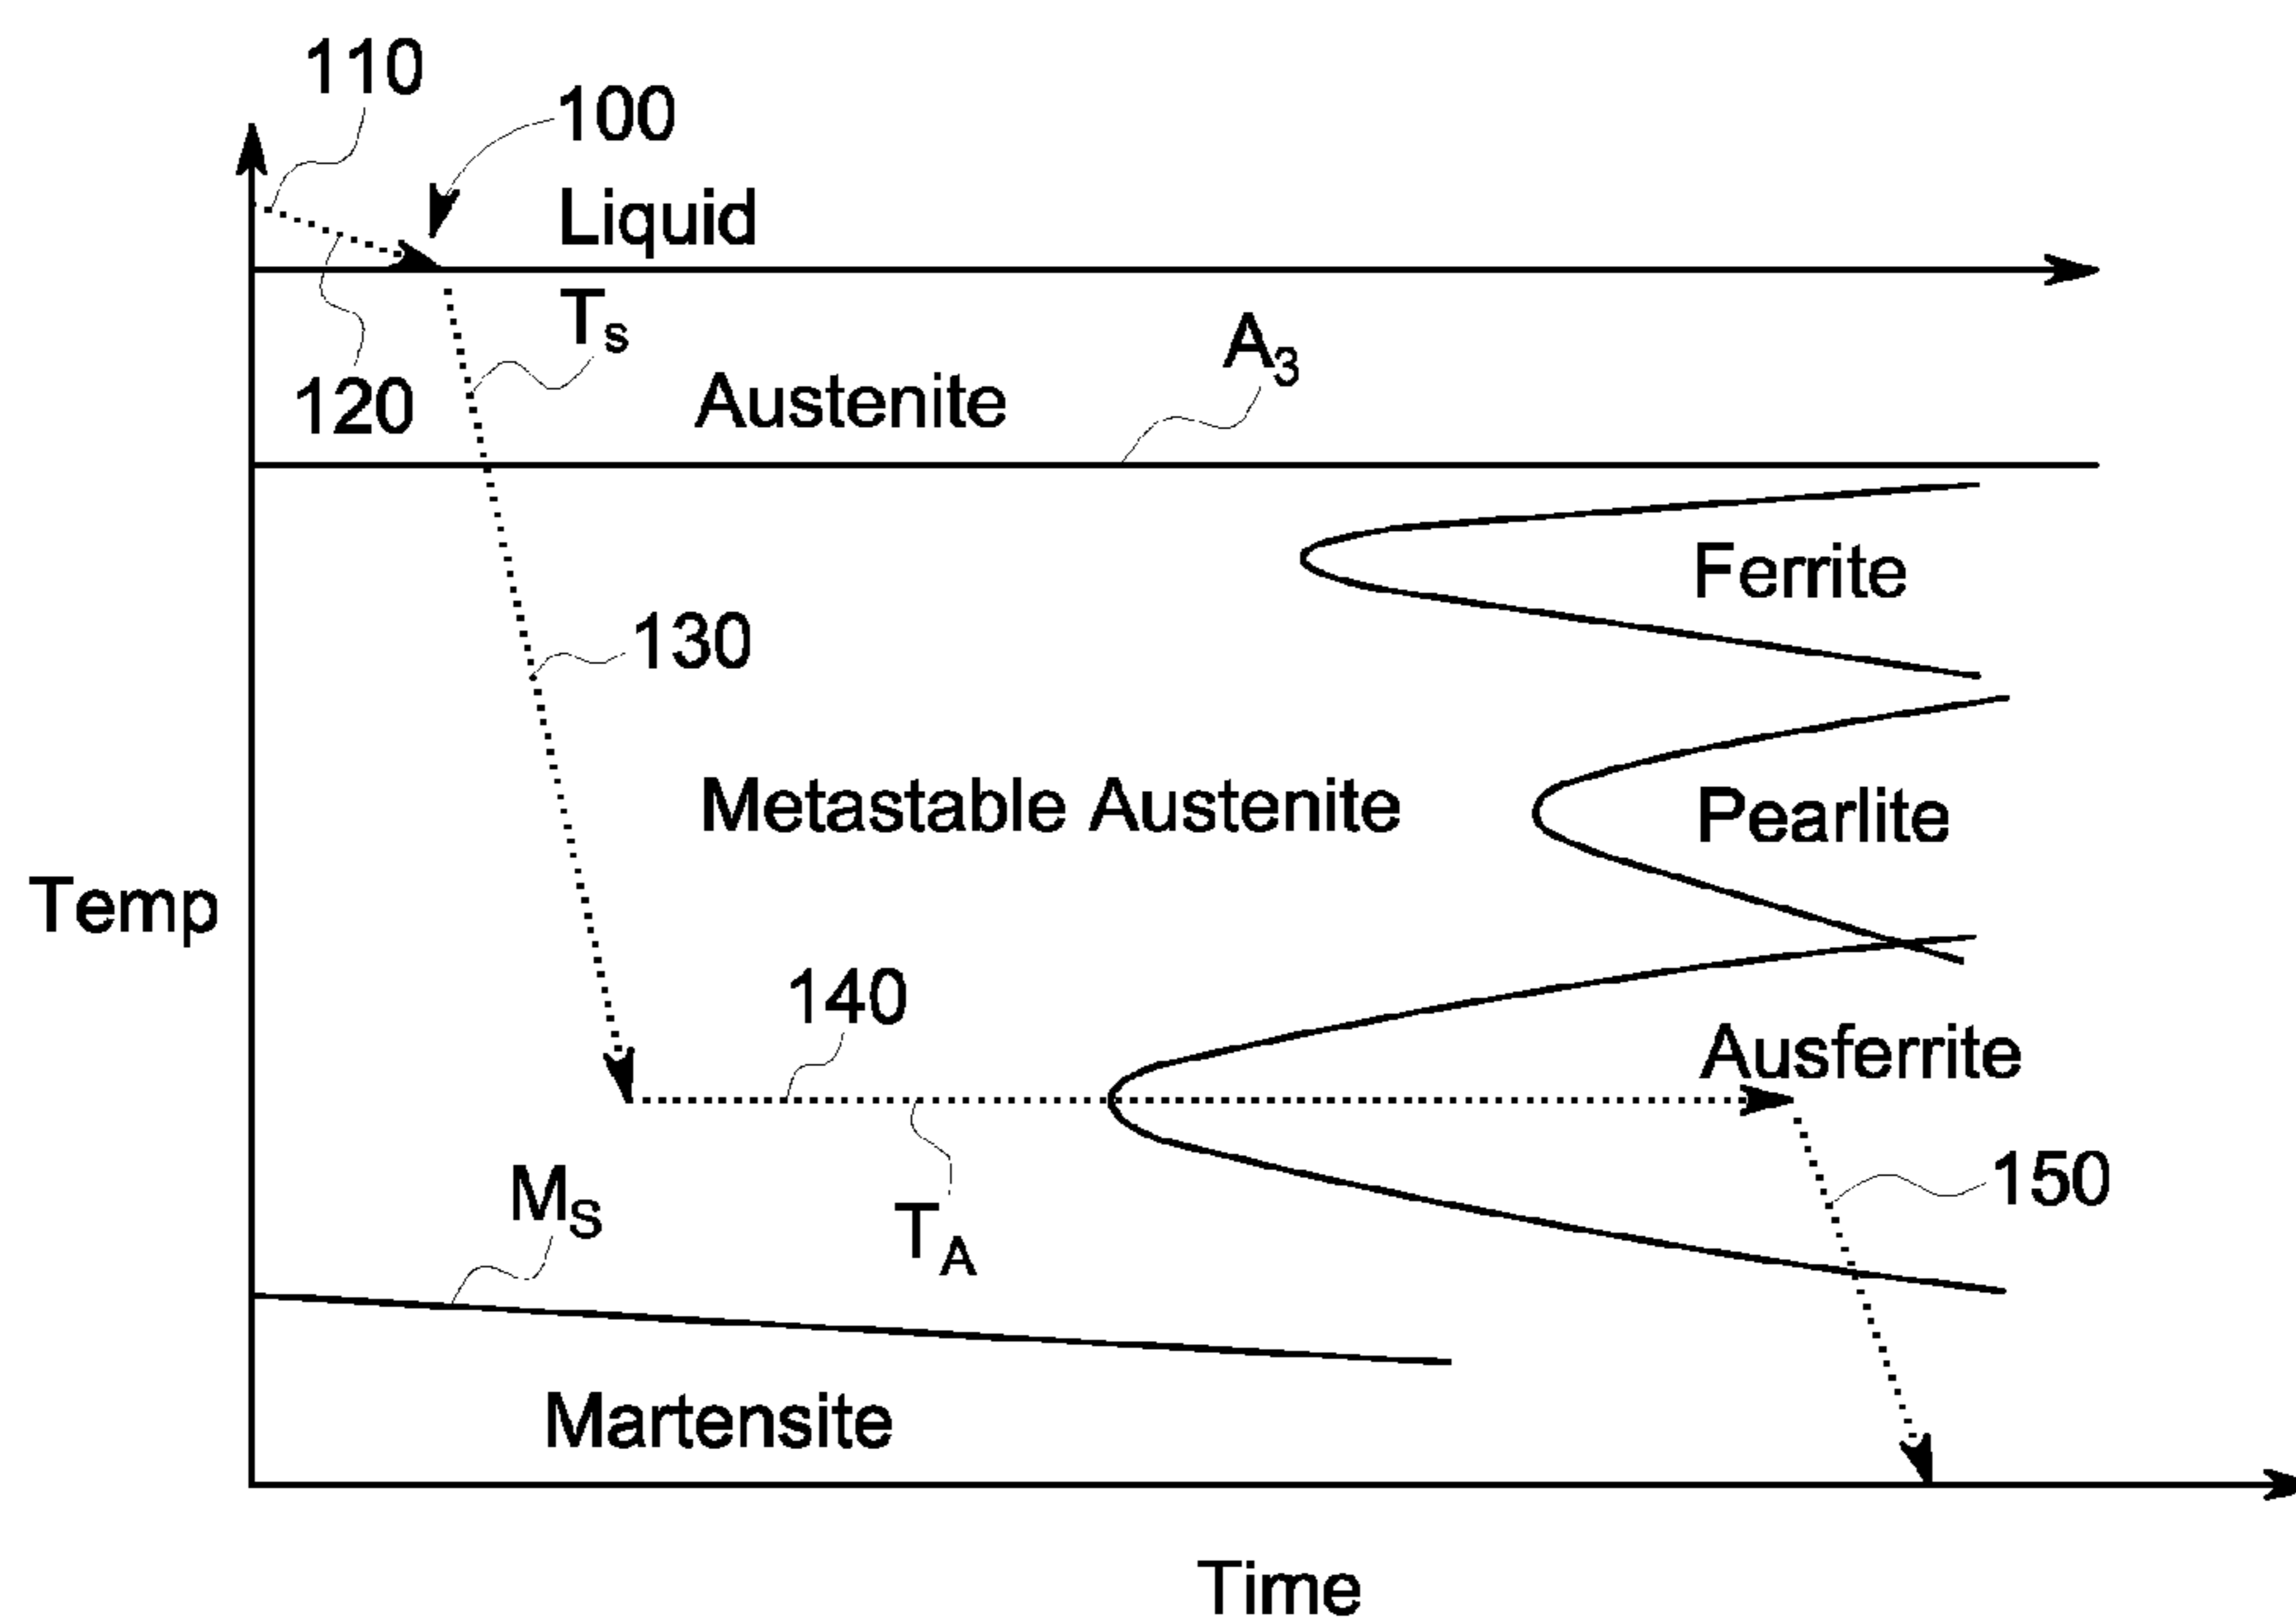 110
100
Liquid
Ts
A3
120
Austenite
Ferrite
130
Metastable Austenite
Pearlite
Temp
140
Ausferrite
MS
TA
150
Martensite
Time